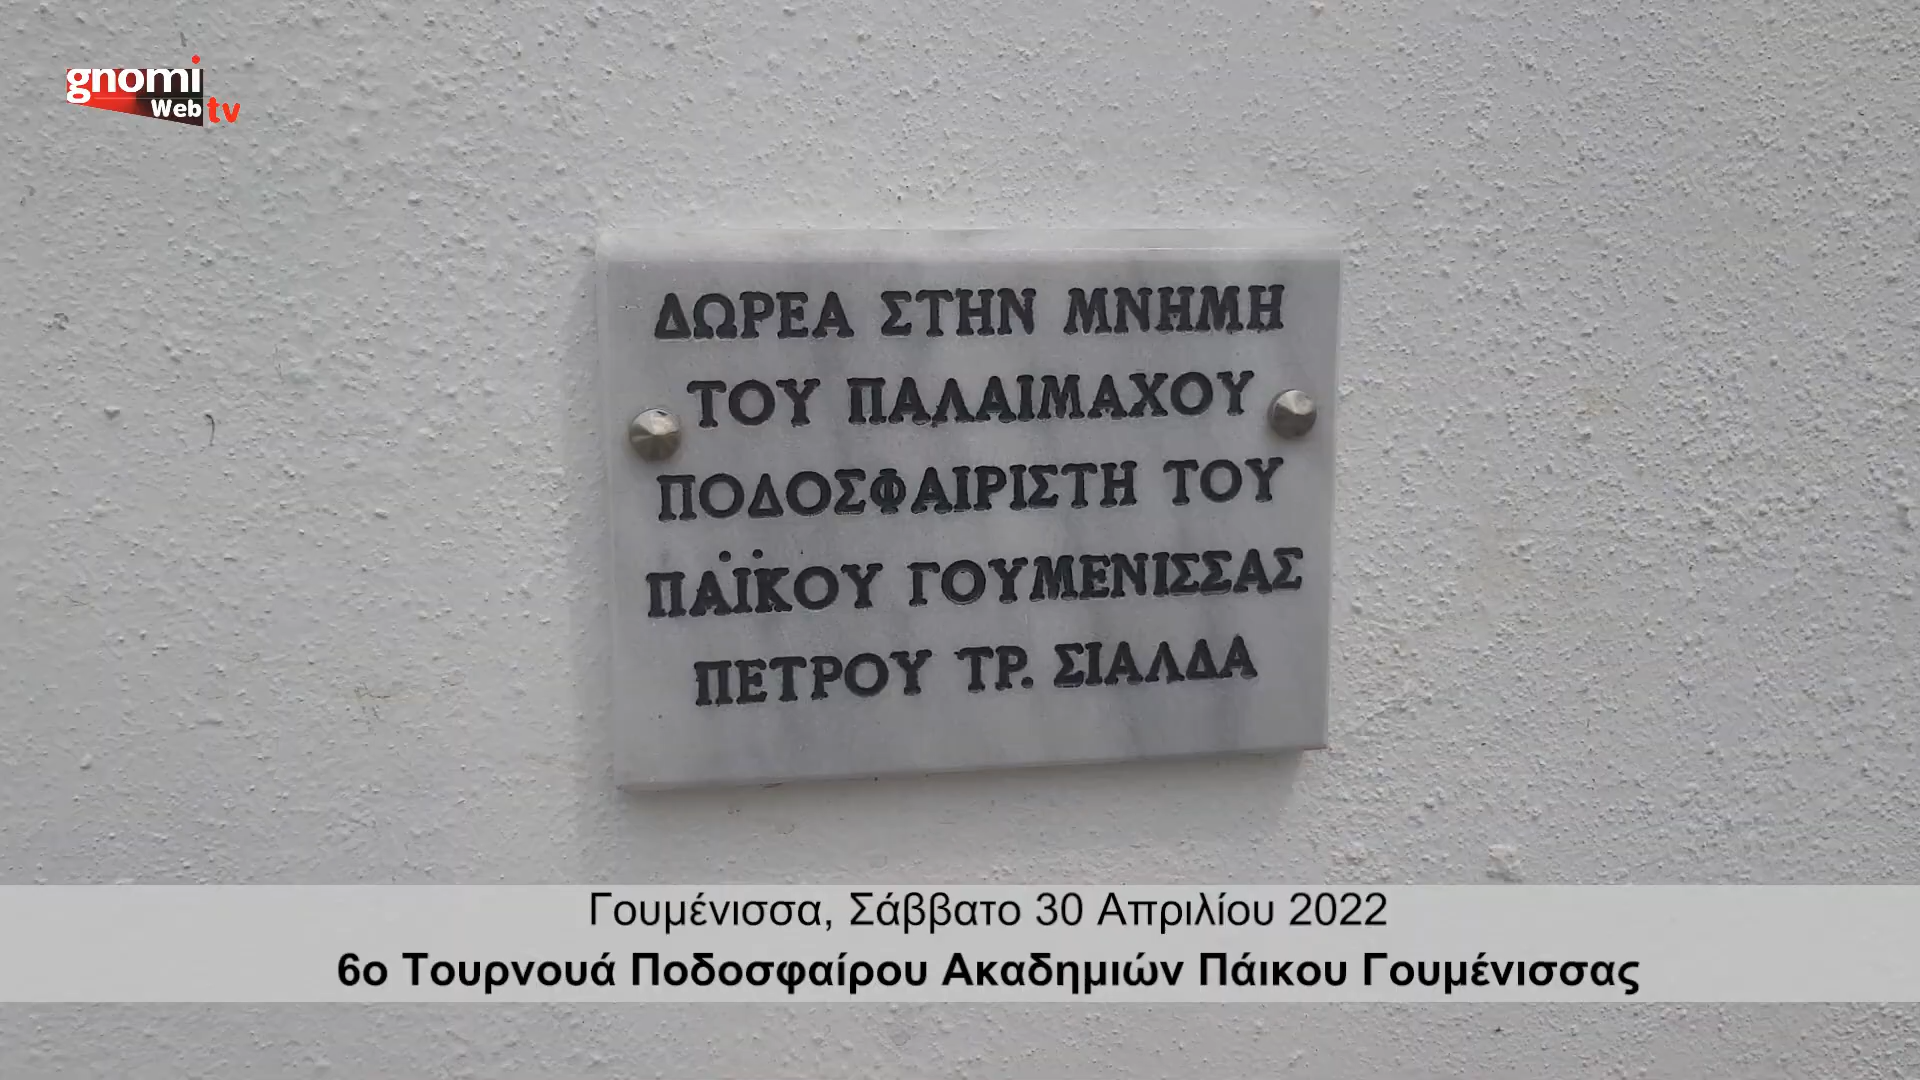 gnomi
Web tv
ΔΩΡΕΑ ΣΤΗΝ ΜΝΗΜΗ
ΤΟΥ ΠΑΛΑΙΜΑΧΟΥ
ΠΟΔΟΣΦΑΙΡΙΣΤΗ ΤΟΥ
ΠΑΪΚΟΥ ΓΟΥΜΕΝΙΣΣΑΣ
ΠΕΤΡΟΥ ΤΡ. ΣΙΑΛΔΑ
Γουμένισσα, Σάββατο 30 Απριλίου 2022
6ο Τουρνουά Ποδοσφαίρου Ακαδημιών Πάικου Γουμένισσας